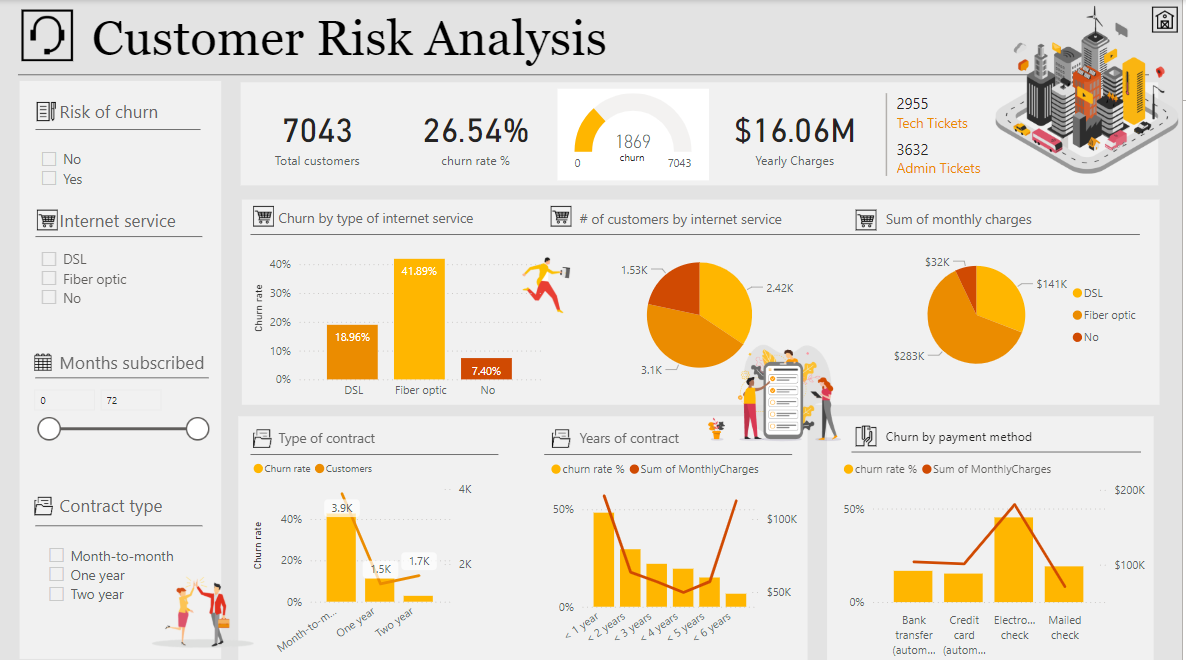 Customer Risk Analysis
Risk of churn
No
Yes
Internet service
DSL
Fiber optic
No
Months subscribed
0
72
Contract type
Month-to-month
One year
Two year
7043
Total customers
26.54%
churn rate %
1869
churn
0
7043
$16.06M
Yearly Charges
2955
Tech Tickets
3632
Admin Tickets
Churn by type of internet service
Churn rate
40%
30%
20%
10%
0%
18.96%
41.89%
7.40%
DSL
Fiber optic
No
# of customers by internet service
1.53K
2.42K
3.1K
Sum of monthly charges
$32K
$141K
$283K
DSL
Fiber optic
No
Type of contract
Churn rate
Customers
Churn rate
40%
20%
0%
4K
2K
3.9K
1.5K
1.7K
Month-to-m...
One year
Two year
Years of contract
churn rate %
Sum of MonthlyCharges
50%
0%
$100K
$50K
< 1 year
< 2 years
< 3 years
< 4 years
< 5 years
< 6 years
Churn by payment method
churn rate %
Sum of MonthlyCharges
50%
0%
$200K
$100K
Bank
transfer
(autom...
Credit
card
(autom...
Electro...
check
Mailed
check